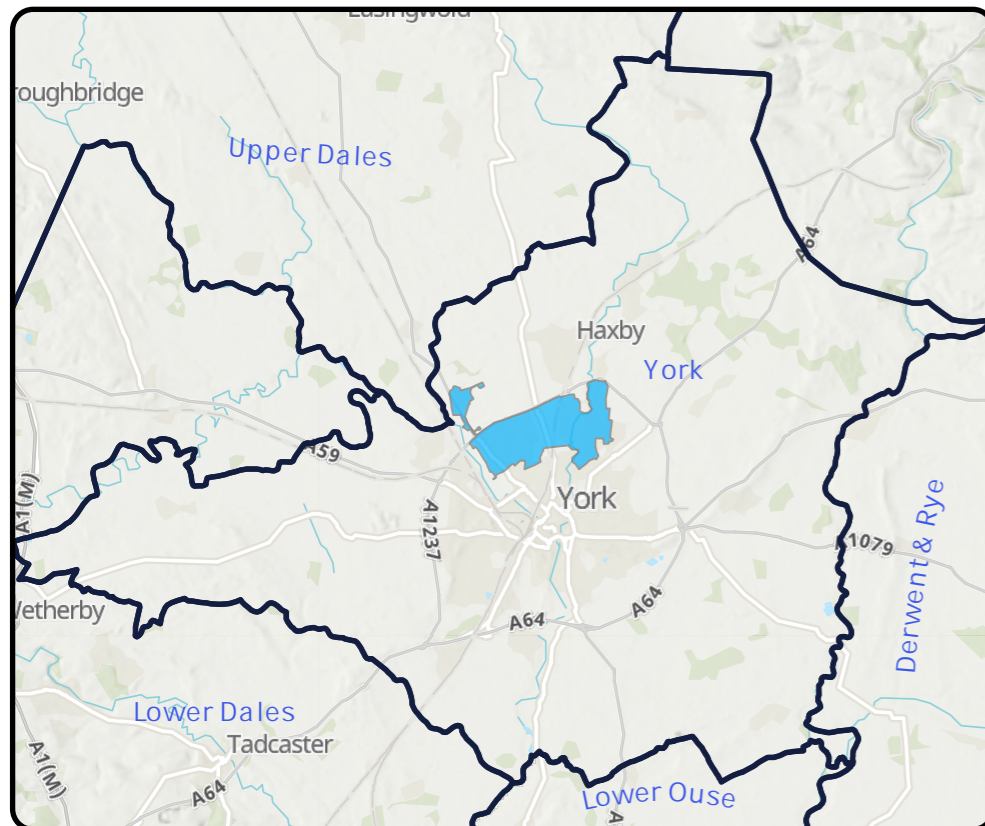 Easingwold
roughbridge
Upper Dales
A64
Haxby
York
A59
A1(M)
York
A1237
A1079
Derwent & Rye
Wetherby
A64
A64
Lower Dales
Tadcaster
A1(M)
A64
Lower Ouse
A